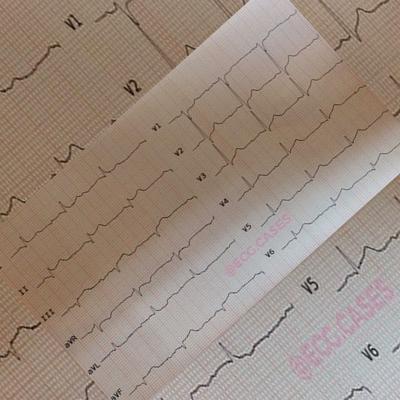 V1
V2
V1
V2
V3
V4
V5
V6
II
III
aVR
aVL
aVF
@ECG.CASES
V5
V6
@ECG.CASES